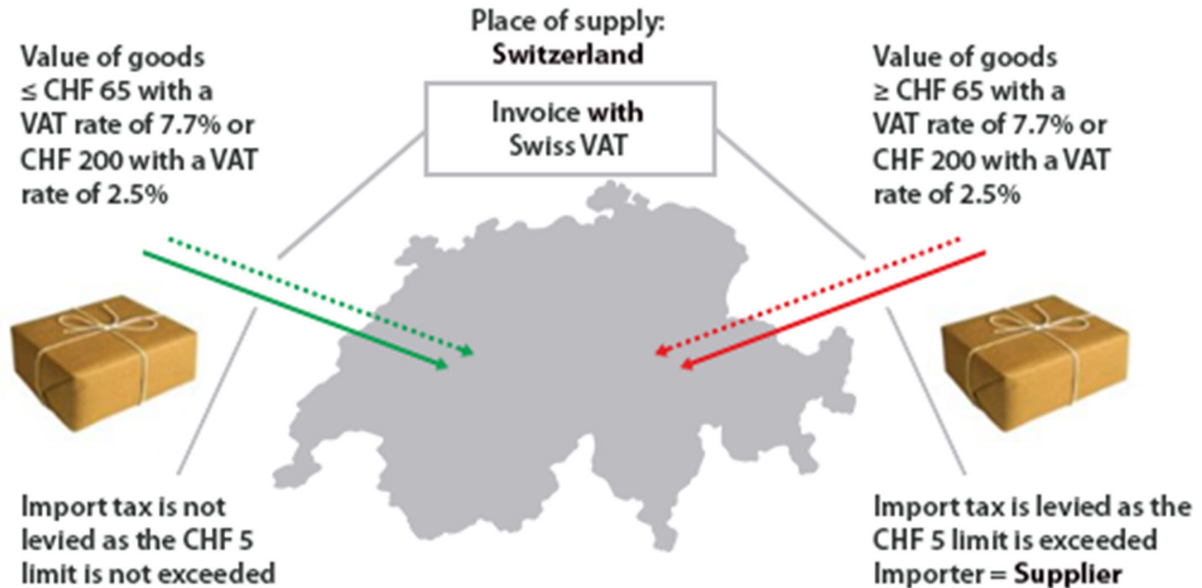 Place of supply:
Switzerland
Invoice with
Swiss VAT
Value of goods
≤ CHF 65 with a
VAT rate of 7.7% or
CHF 200 with a VAT
rate of 2.5%
Value of goods
≥ CHF 65 with a
VAT rate of 7.7% or
CHF 200 with a VAT
rate of 2.5%
Import tax is not
levied as the CHF 5
limit is not exceeded
Import tax is levied as the
CHF 5 limit is exceeded
Importer = Supplier